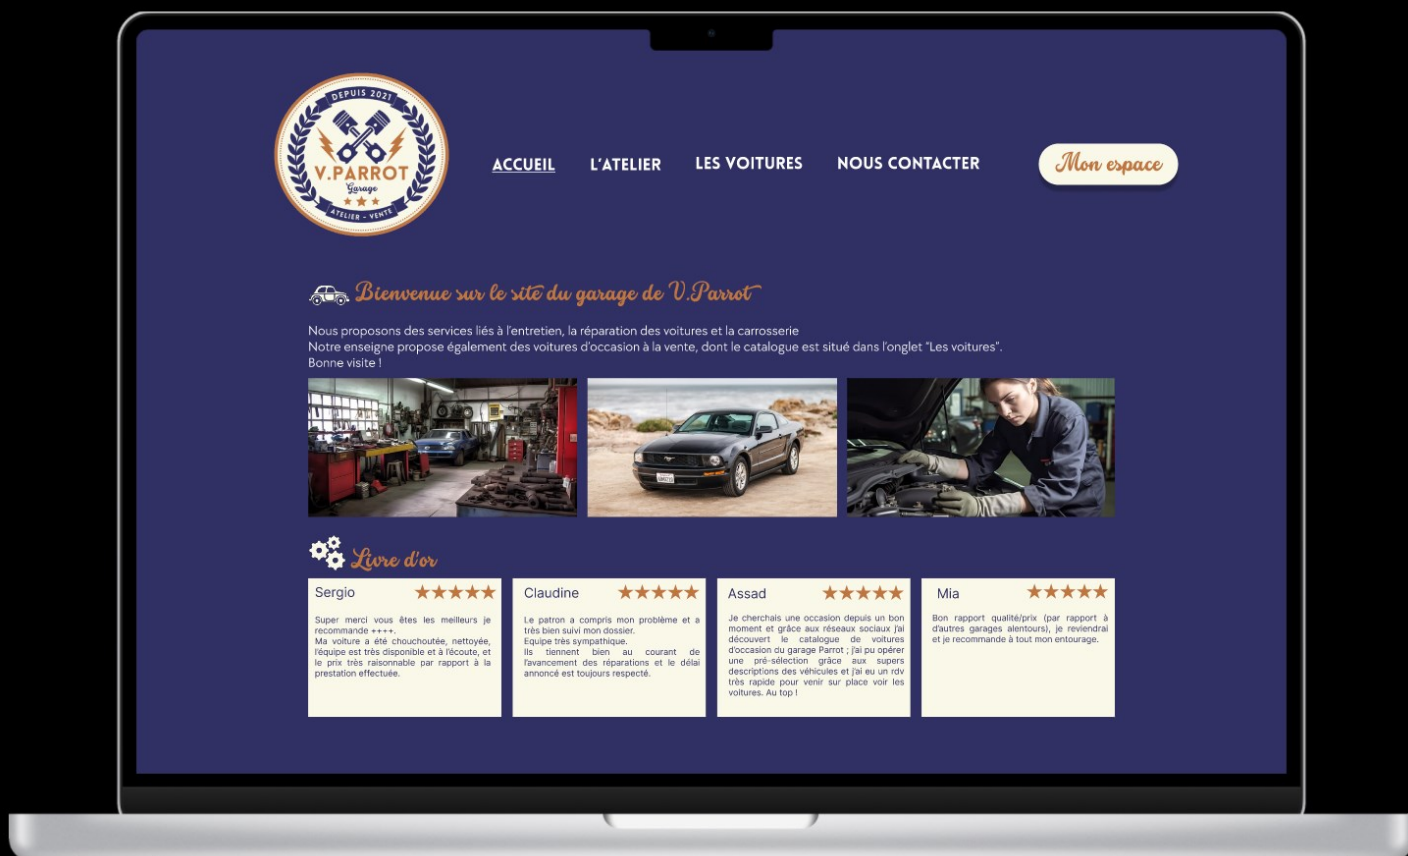 DEPUIS 2021
V.PARROT
Garage
ATELIER - VENTE
ACCUEIL
L'ATELIER
LES VOITURES
NOUS CONTACTER
Mon espace
Bienvenue sur le site du garage de V.Parrot
Nous proposons des services liés à l'entretien, la réparation des voitures et la carrosserie
Notre enseigne propose également des voitures d'occasion à la vente, dont le catalogue est situé dans l'onglet "Les voitures".
Bonne visite !
Livre d'or
Sergio
Super merci vous êtes les meilleurs je
recommande ++++.
Ma voiture a été chouchoutée, nettoyée,
l'équipe est très disponible et à l'écoute, et
le prix très raisonnable par rapport à la
prestation effectuée.
Claudine
Le patron a compris mon problème et a
très bien suivi mon dossier.
Equipe très sympathique.
Ils tiennent bien au courant de
l'avancement des réparations et le délai
annoncé est toujours respecté.
Assad
Je cherchais une occasion depuis un bon
moment et grâce aux réseaux sociaux j'ai
découvert le catalogue de voitures
d'occasion du garage Parrot ; j'ai pu opérer
une pré-sélection grâce aux supers
descriptions des véhicules et j'ai eu un rdv
très rapide pour venir sur place voir les
voitures. Au top !
Mia
Bon rapport qualité/prix (par rapport à
d'autres garages alentours), je reviendrai
et je recommande à tout mon entourage.